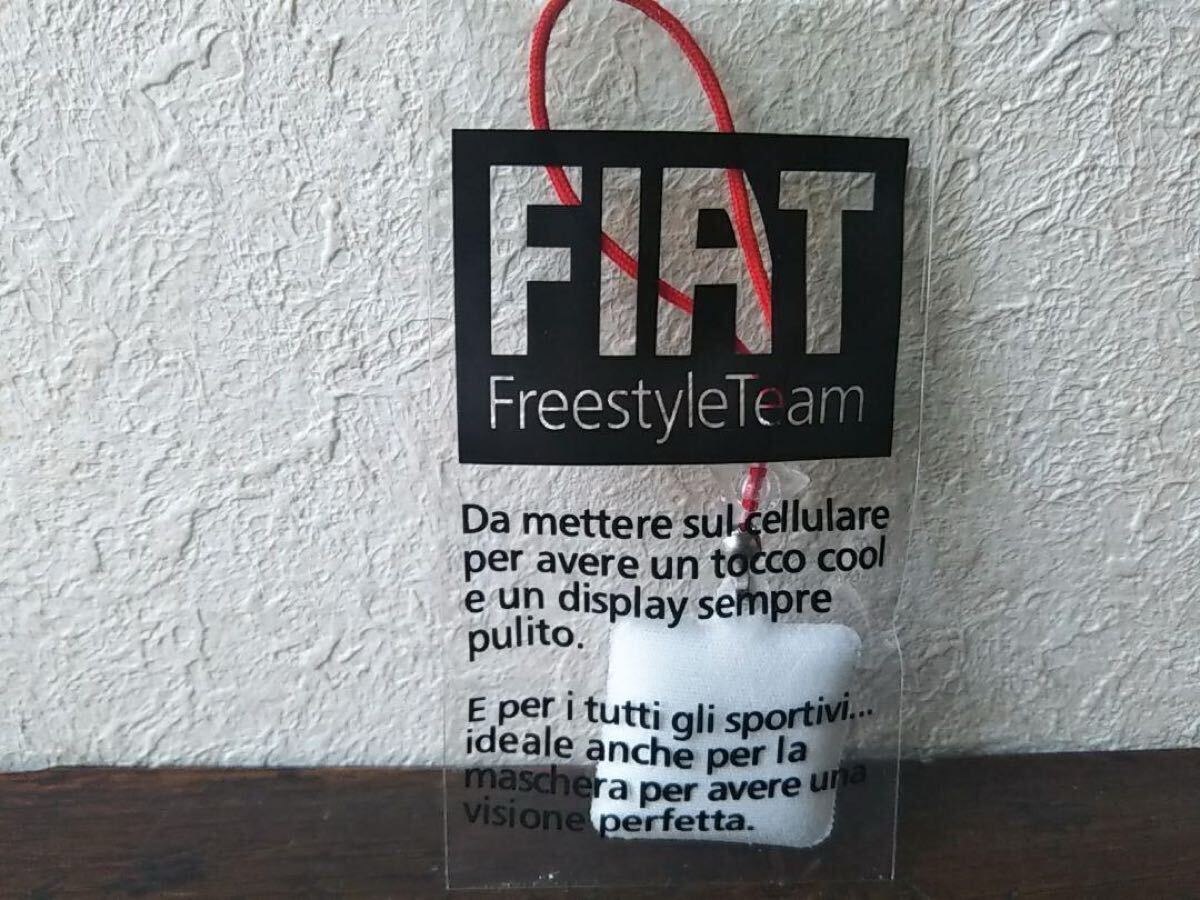 FIAT
FreestyleTeam
Da mettere sul cellulare
per avere un tocco cool
e un display sempre
pulito.
E per i tutti gli sportivi...
ideale anche per la
maschera per avere una
visione perfetta.